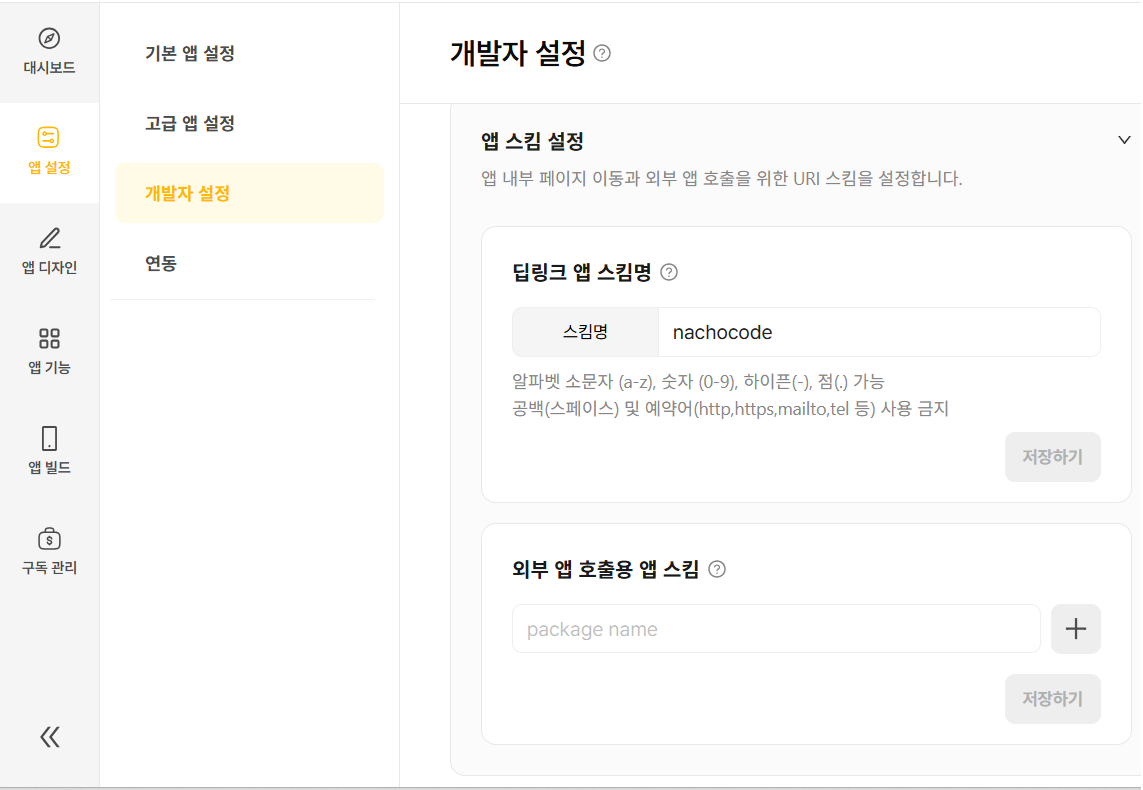 대시보드
앱 설정
앱 디자인
앱 기능
앱 빌드
구독 관리
기본 앱 설정
고급 앱 설정
개발자 설정
연동
개발자 설정
앱 스킴 설정
앱 내부 페이지 이동과 외부 앱 호출을 위한 URI 스킴을 설정합니다.
딥링크 앱 스킴명
스킴명 nachocode
알파벳 소문자 (a-z), 숫자 (0-9), 하이픈(-), 점(.) 가능
공백(스페이스) 및 예약어(http,https,mailto,tel 등) 사용 금지
저장하기
외부 앱 호출용 앱 스킴
package name
저장하기